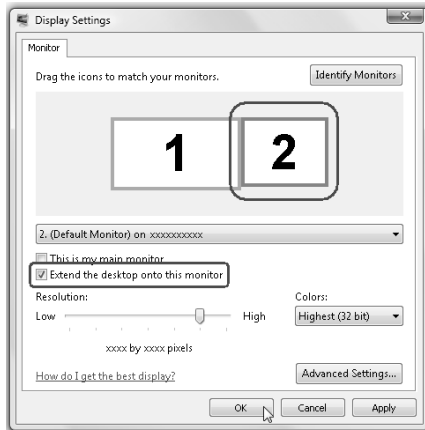 Display Settings
Monitor
Drag the icons to match your monitors.
Identify Monitors
1 2
2. (Default Monitor) on xxxxxxxxxx
This is my main monitor
Extend the desktop onto this monitor
Resolution:
Colors:
Low High
Highest (32 bit)
xxxx by xxxx pixels
How do I get the best display?
Advanced Settings...
OK Cancel Apply